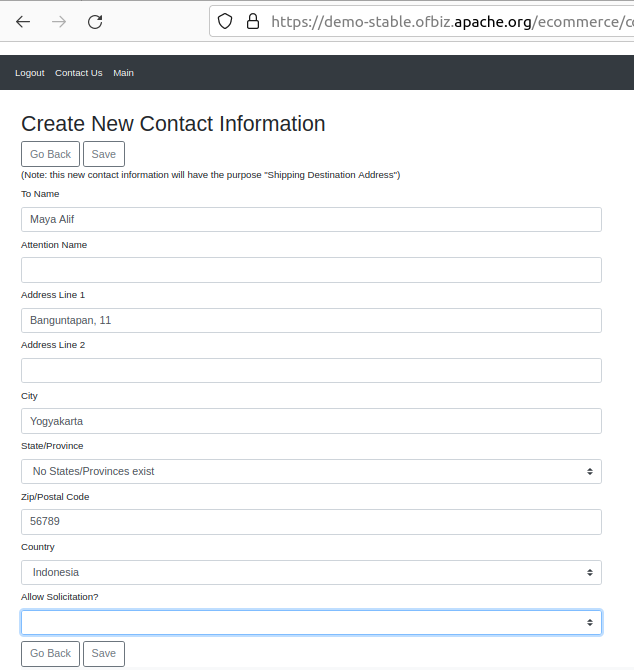 https://demo-stable.ofbiz.apache.org/ecommerce/
Logout Contact Us Main
Create New Contact Information
Go Back Save
(Note: this new contact information will have the purpose "Shipping Destination Address")
To Name
Maya Alif
Attention Name
Address Line 1
Banguntapan, 11
Address Line 2
City
Yogyakarta
State/Province
No States/Provinces exist
Zip/Postal Code
56789
Country
Indonesia
Allow Solicitation?
Go Back Save